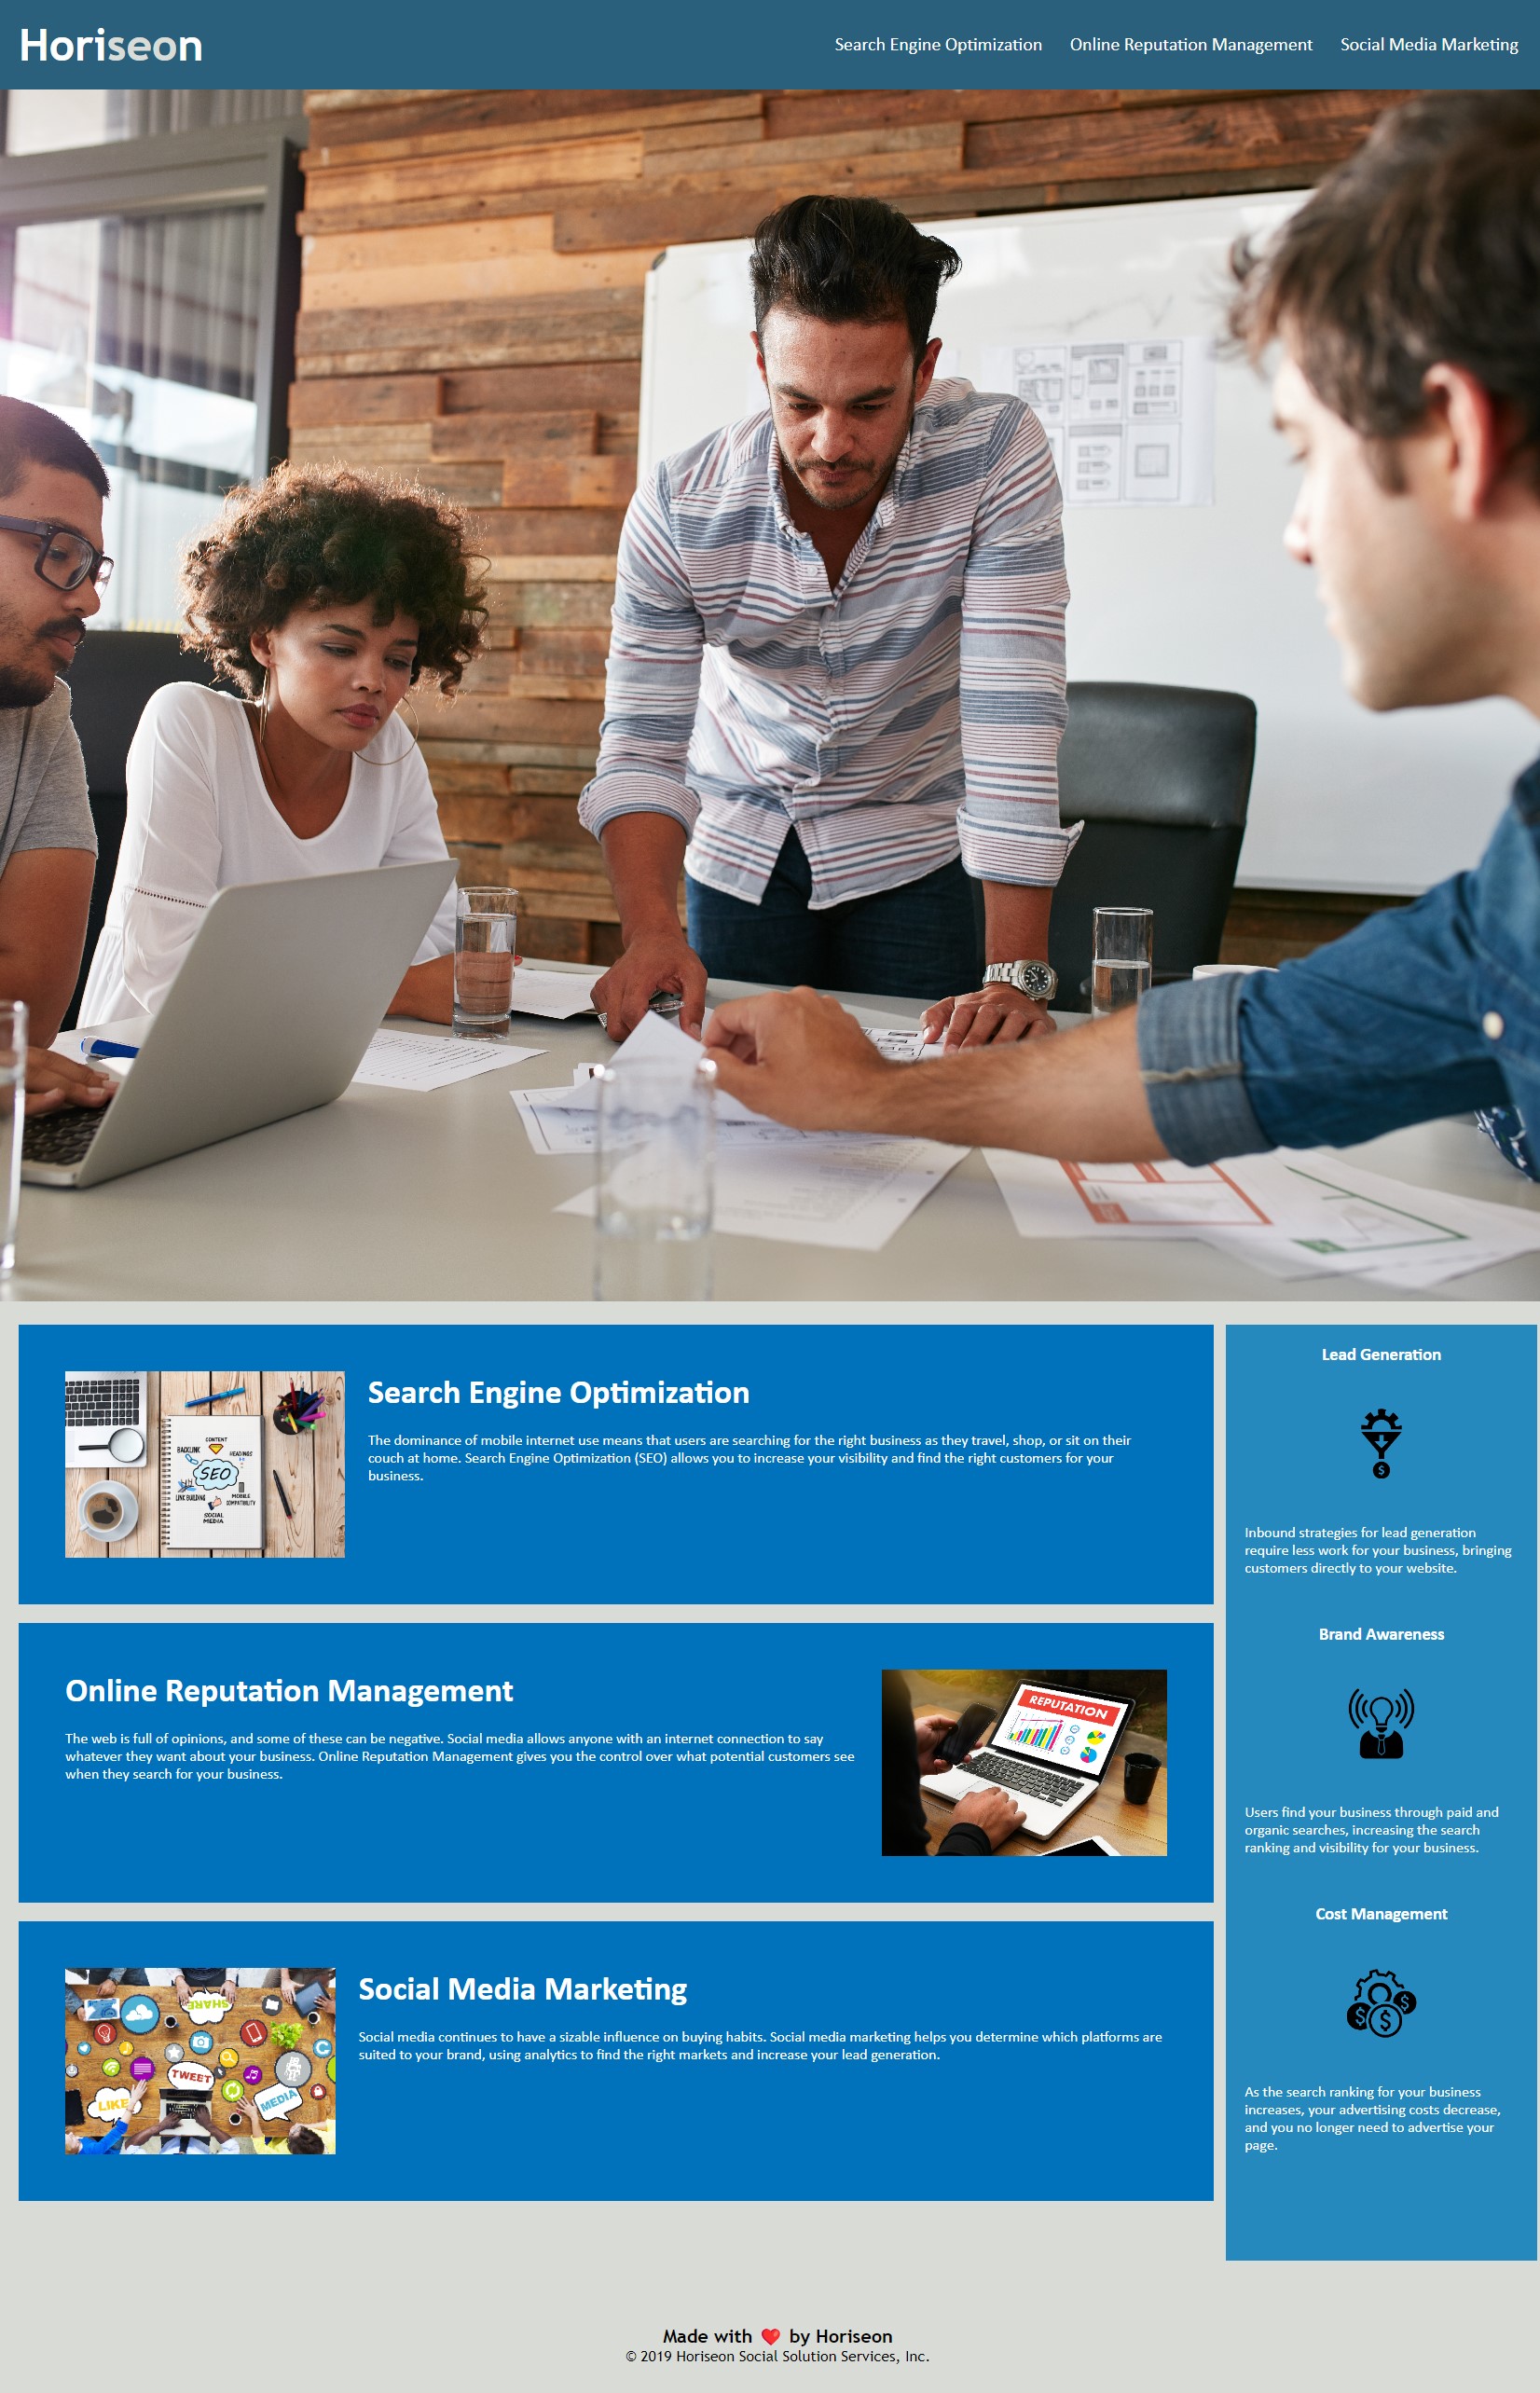 Horiseon
Search Engine Optimization
Online Reputation Management
Social Media Marketing
Search Engine Optimization
The dominance of mobile internet use means that users are searching for the right business as they travel, shop, or sit on their
couch at home. Search Engine Optimization (SEO) allows you to increase your visibility and find the right customers for your
business.
CONTENT
BACKLINK
HEADINGS
SEO
LINK BUILDING
MOBILE
COMPATIBILITY
SOCIAL
MEDIA
Online Reputation Management
The web is full of opinions, and some of these can be negative. Social media allows anyone with an internet connection to say
whatever they want about your business. Online Reputation Management gives you the control over what potential customers see
when they search for your business.
REPUTATION
Social Media Marketing
Social media continues to have a sizable influence on buying habits. Social media marketing helps you determine which platforms are
suited to your brand, using analytics to find the right markets and increase your lead generation.
SHARE
TWEET
LIKE
MEDIA
Lead Generation
$
Inbound strategies for lead generation
require less work for your business, bringing
customers directly to your website.
Brand Awareness
Users find your business through paid and
organic searches, increasing the search
ranking and visibility for your business.
Cost Management
$
$
$
As the search ranking for your business
increases, your advertising costs decrease,
and you no longer need to advertise your
page.
Made with ❤️ by Horiseon
© 2019 Horiseon Social Solution Services, Inc.